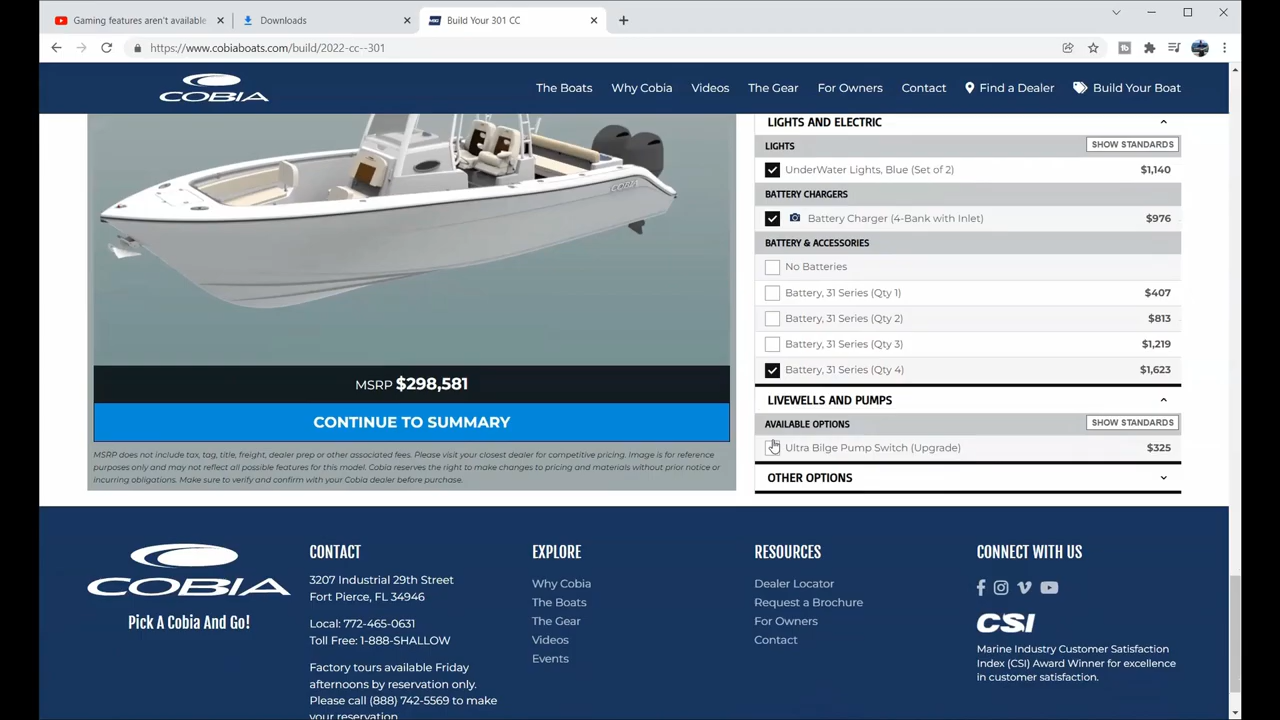 Gaming features aren't available
Downloads
Build Your 301 CC
https://www.cobiaboats.com/build/2022-cc--301
COBIA
The Boats
Why Cobia
Videos
The Gear
For Owners
Contact
Find a Dealer
Build Your Boat
COBIA
MSRP $298,581
CONTINUE TO SUMMARY
MSRP does not include tax, tag, title, freight, dealer prep or other associated fees. Please visit your closest dealer for competitive pricing. Image is for reference
purposes only and may not reflect all possible features for this model. Cobia reserves the right to make changes to pricing and materials without prior notice or
incurring obligations. Make sure to verify and confirm with your Cobia dealer before purchase.
LIGHTS AND ELECTRIC
LIGHTS
SHOW STANDARDS
UnderWater Lights, Blue (Set of 2) $1,140
BATTERY CHARGERS
Battery Charger (4-Bank with Inlet) $976
BATTERY & ACCESSORIES
No Batteries
Battery, 31 Series (Qty 1) $407
Battery, 31 Series (Qty 2) $813
Battery, 31 Series (Qty 3) $1,219
Battery, 31 Series (Qty 4) $1,623
LIVEWELLS AND PUMPS
AVAILABLE OPTIONS
SHOW STANDARDS
Ultra Bilge Pump Switch (Upgrade) $325
OTHER OPTIONS
COBIA
Pick A Cobia And Go!
CONTACT
3207 Industrial 29th Street
Fort Pierce, FL 34946
Local: 772-465-0631
Toll Free: 1-888-SHALLOW
Factory tours available Friday
afternoons by reservation only.
Please call (888) 742-5569 to make
your reservation.
EXPLORE
Why Cobia
The Boats
The Gear
Videos
Events
RESOURCES
Dealer Locator
Request a Brochure
For Owners
Contact
CONNECT WITH US
CSI
Marine Industry Customer Satisfaction
Index (CSI) Award Winner for excellence
in customer satisfaction.